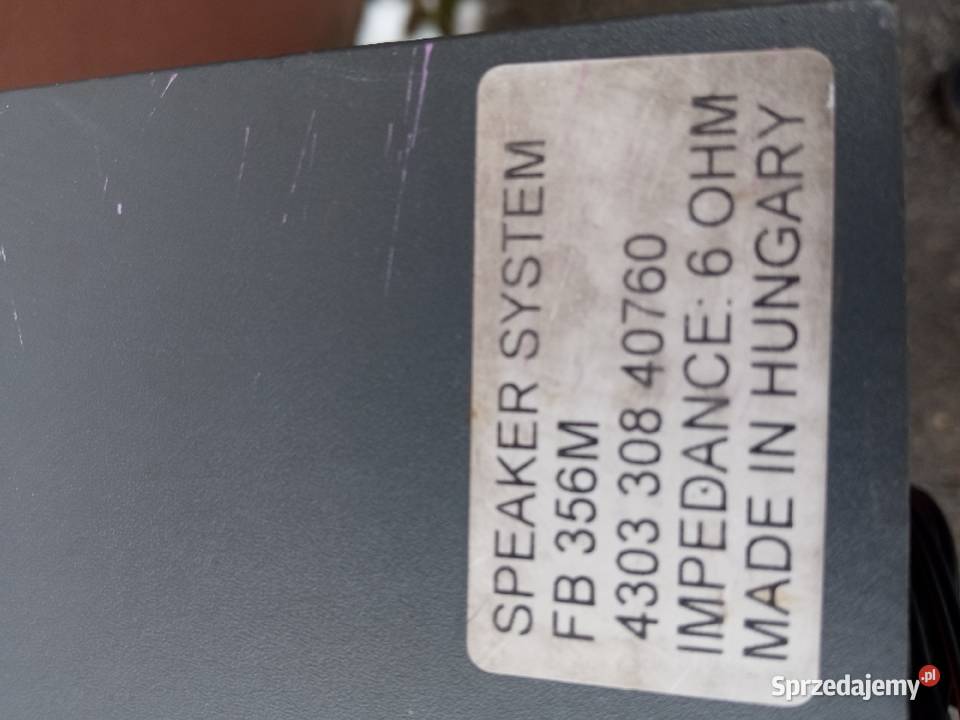 SPEAKER SYSTEM
FB 356M
4303 308 40760
IMPEDANCE: 6 OHM
MADE IN HUNGARY
Sprzedajemy.pl